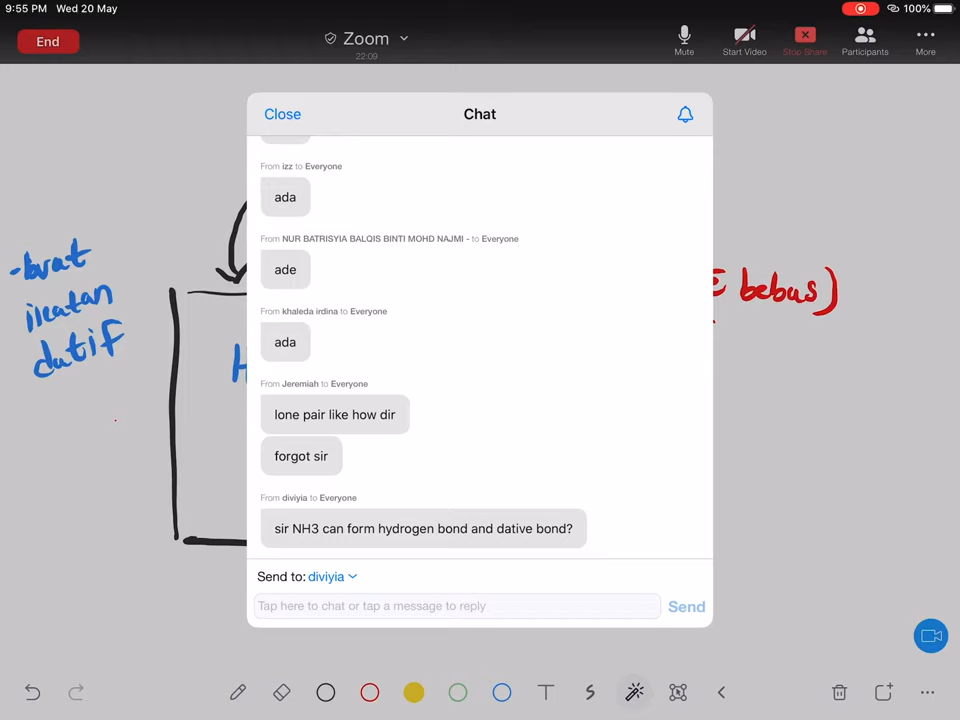 9:55 PM Wed 20 May
100%
End
Zoom
22:09
Mute
Start Video
Stop Share
Participants
More
Close
Chat
From izz to Everyone
ada
From NUR BATRISYIA BALQIS BINTI MOHD NAJMI - to Everyone
ade
From khaleda irdina to Everyone
ada
From Jeremiah to Everyone
lone pair like how dir
forgot sir
From diviyia to Everyone
sir NH3 can form hydrogen bond and dative bond?
Send to: diviyia
Tap here to chat or tap a message to reply
Send
ikatan
datif
H
bebas)
T